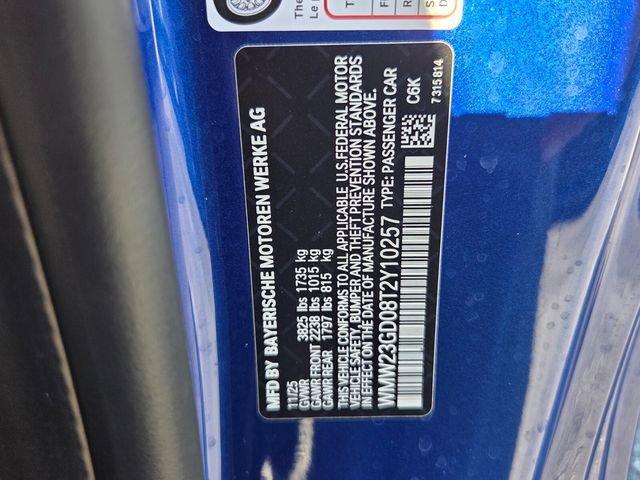 MFD BY BAYERISCHE MOTOREN WERKE AG
11/25
GVWR 3825 lbs 1735 kg
GAWR FRONT 2238 lbs 1015 kg
GAWR REAR 1797 lbs 815 kg
THIS VEHICLE CONFORMS TO ALL APPLICABLE U.S.FEDERAL MOTOR
VEHICLE SAFETY, BUMPER AND THEFT PREVENTION STANDARDS
IN EFFECT ON THE DATE OF MANUFACTURE SHOWN ABOVE.
WMW23GD08T2Y10257 TYPE: PASSENGER CAR
C6K
7315814
The
Le